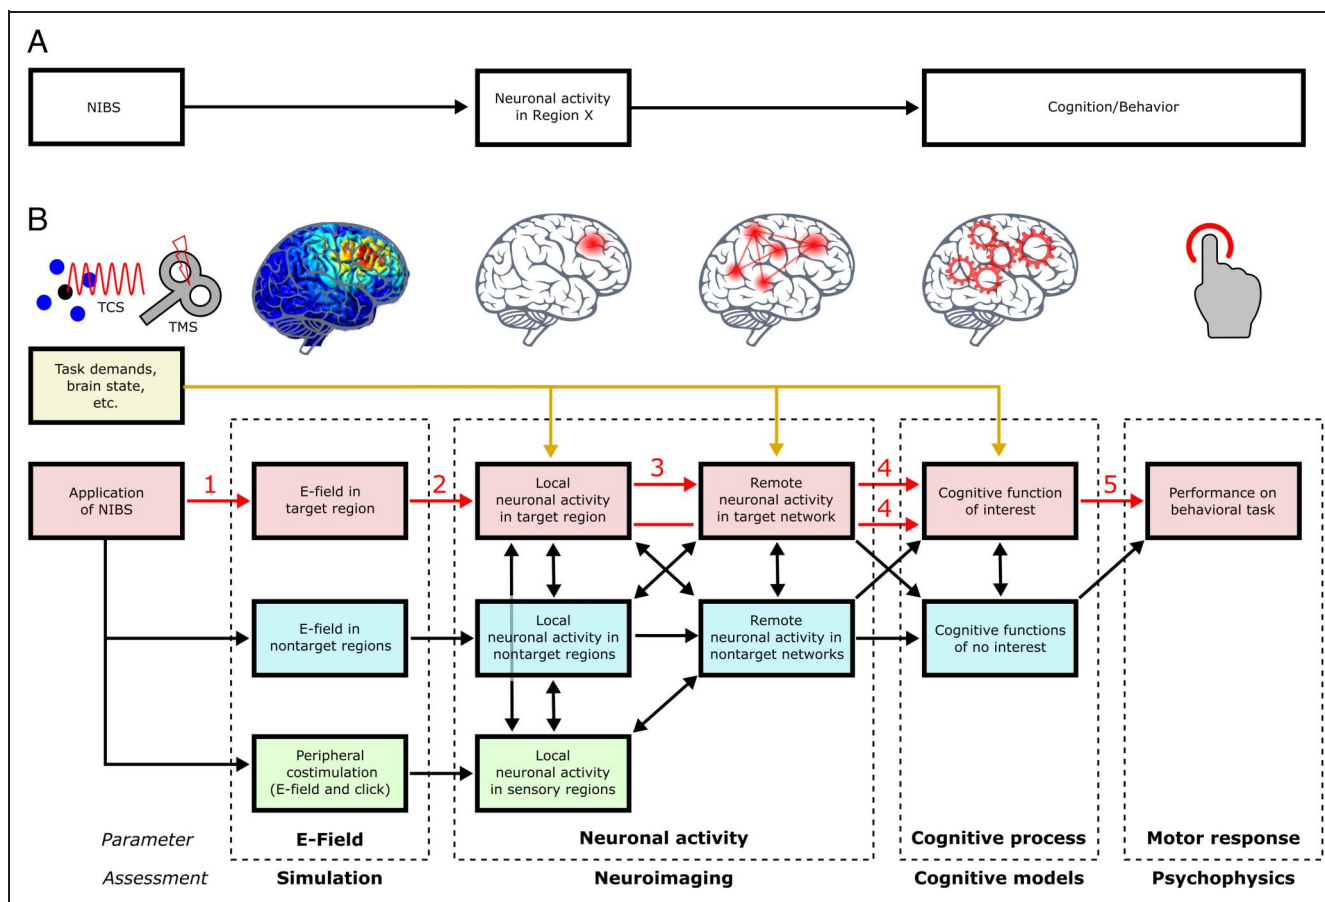 A
NIBS
Neuronal activity
in Region X
Cognition/Behavior
B
TCS
TMS
Task demands,
brain state,
etc.
Application
of NIBS
1
E-field in
target region
2
Local
neuronal activity
in target region
3
Remote
neuronal activity
in target network
4
4
Cognitive function
of interest
5
Performance on
behavioral task
E-field in
nontarget regions
Local
neuronal activity in
nontarget regions
Remote
neuronal activity in
nontarget networks
Cognitive functions
of no interest
Peripheral
costimulation
(E-field and click)
Local
neuronal activity
in sensory regions
Parameter
E-Field
Neuronal activity
Cognitive process
Motor response
Assessment
Simulation
Neuroimaging
Cognitive models
Psychophysics